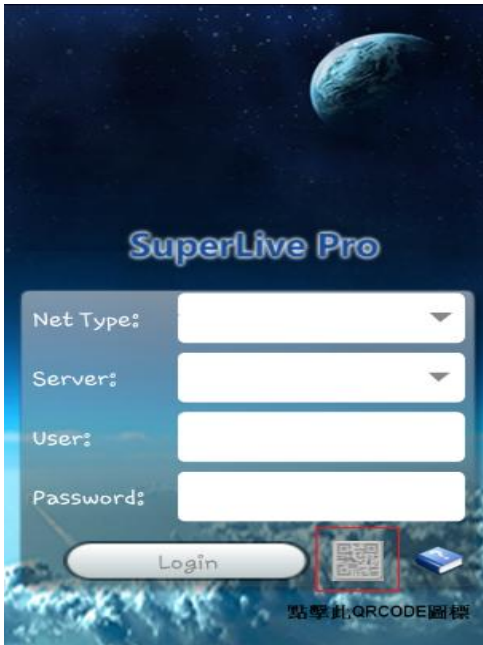 SuperLive Pro
Net Type:
Server:
User:
Password:
Login
點擊此QRCODE圖標